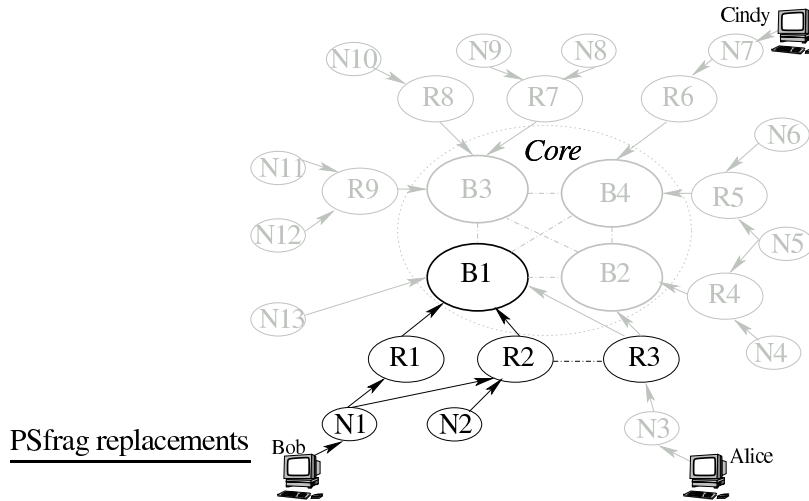 Cindy
N10
N9
N8
N7
R8
R7
R6
Core
N6
N11
R9
B3
B4
R5
N12
N5
B1
B2
R4
N13
R1
R2
R3
N4
N1
N2
N3
PSfrag replacements
Bob
Alice